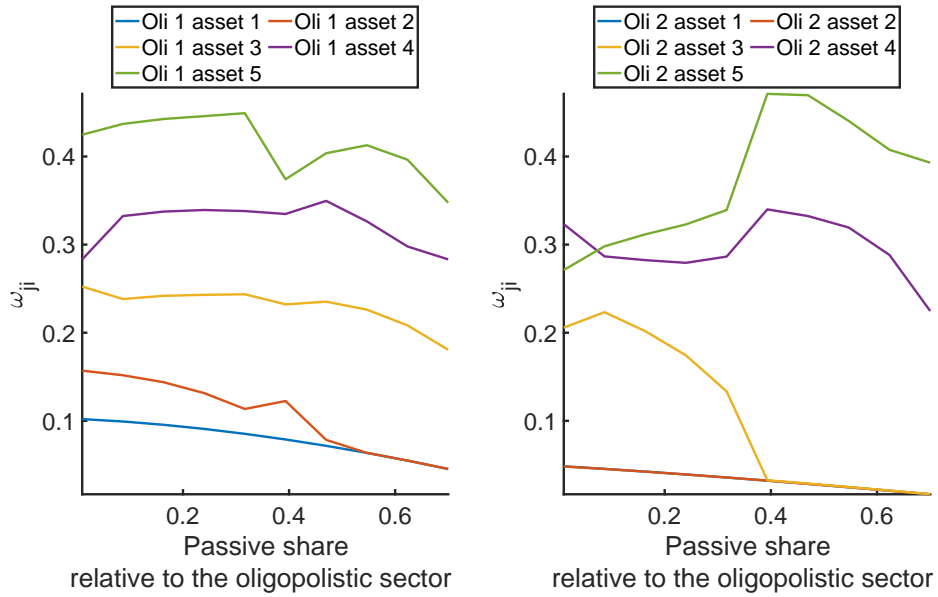 Oli 1 asset 1 Oli 1 asset 2
Oli 1 asset 3 Oli 1 asset 4
Oli 1 asset 5
0.4
0.3
0.2
0.1
ω_ji
0.2 0.4 0.6
Passive share
relative to the oligopolistic sector
Oli 2 asset 1 Oli 2 asset 2
Oli 2 asset 3 Oli 2 asset 4
Oli 2 asset 5
0.4
0.3
0.2
0.1
ω_ji
0.2 0.4 0.6
Passive share
relative to the oligopolistic sector